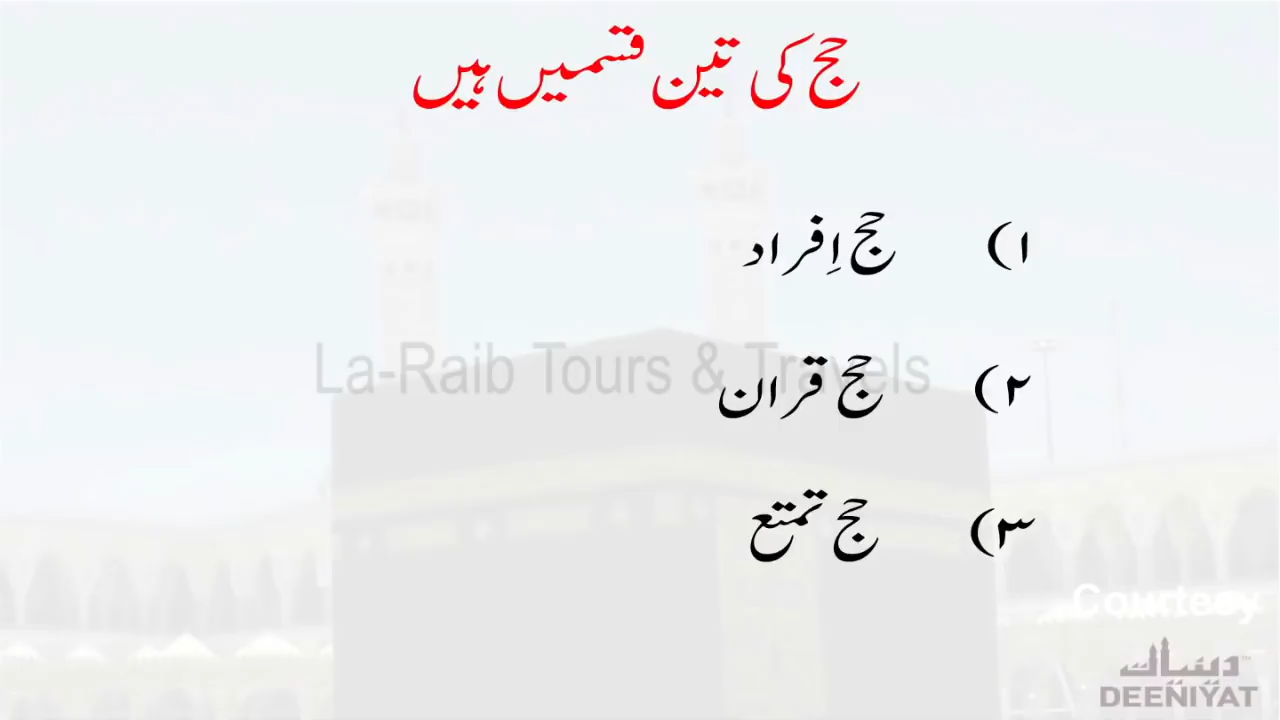 حج کی تین قسمیں ہیں
۱) حج اِفراد
۲) حج قران
۳) حج تمتع
La-Raib Tours & Travels
Courtesy
دینیات
DEENIYAT